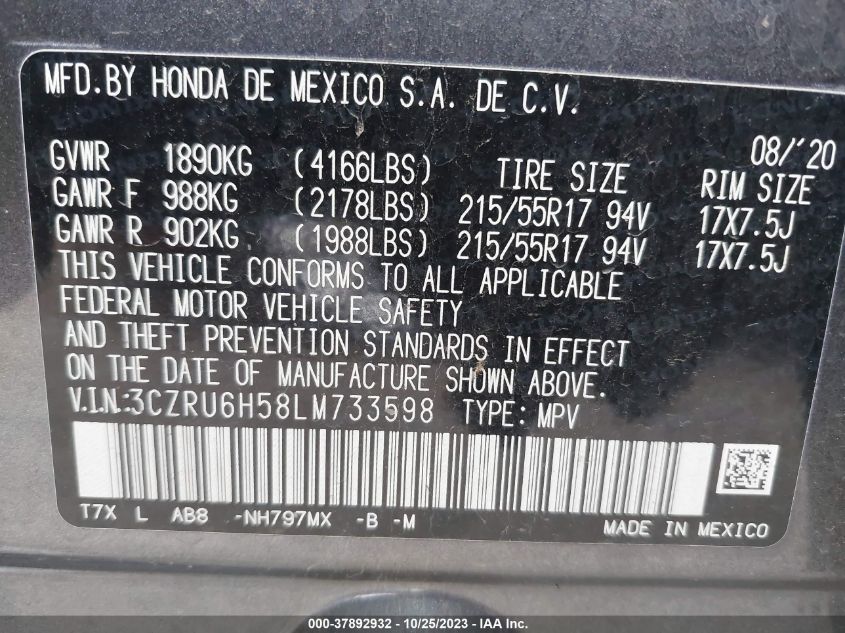 MFD.BY HONDA DE MEXICO S.A. DE C.V.
08/'20
GVWR 1890KG (4166LBS) TIRE SIZE RIM SIZE
GAWR F 988KG (2178LBS) 215/55R17 94V 17X7.5J
GAWR R 902KG (1988LBS) 215/55R17 94V 17X7.5J
THIS VEHICLE CONFORMS TO ALL APPLICABLE
FEDERAL MOTOR VEHICLE SAFETY
AND THEFT PREVENTION STANDARDS IN EFFECT
ON THE DATE OF MANUFACTURE SHOWN ABOVE.
V.I.N.:3CZRU6H58LM733598 TYPE: MPV
T7X L AB8 -NH797MX -B -M MADE IN MEXICO
000-37892932 - 10/25/2023 - IAA Inc.